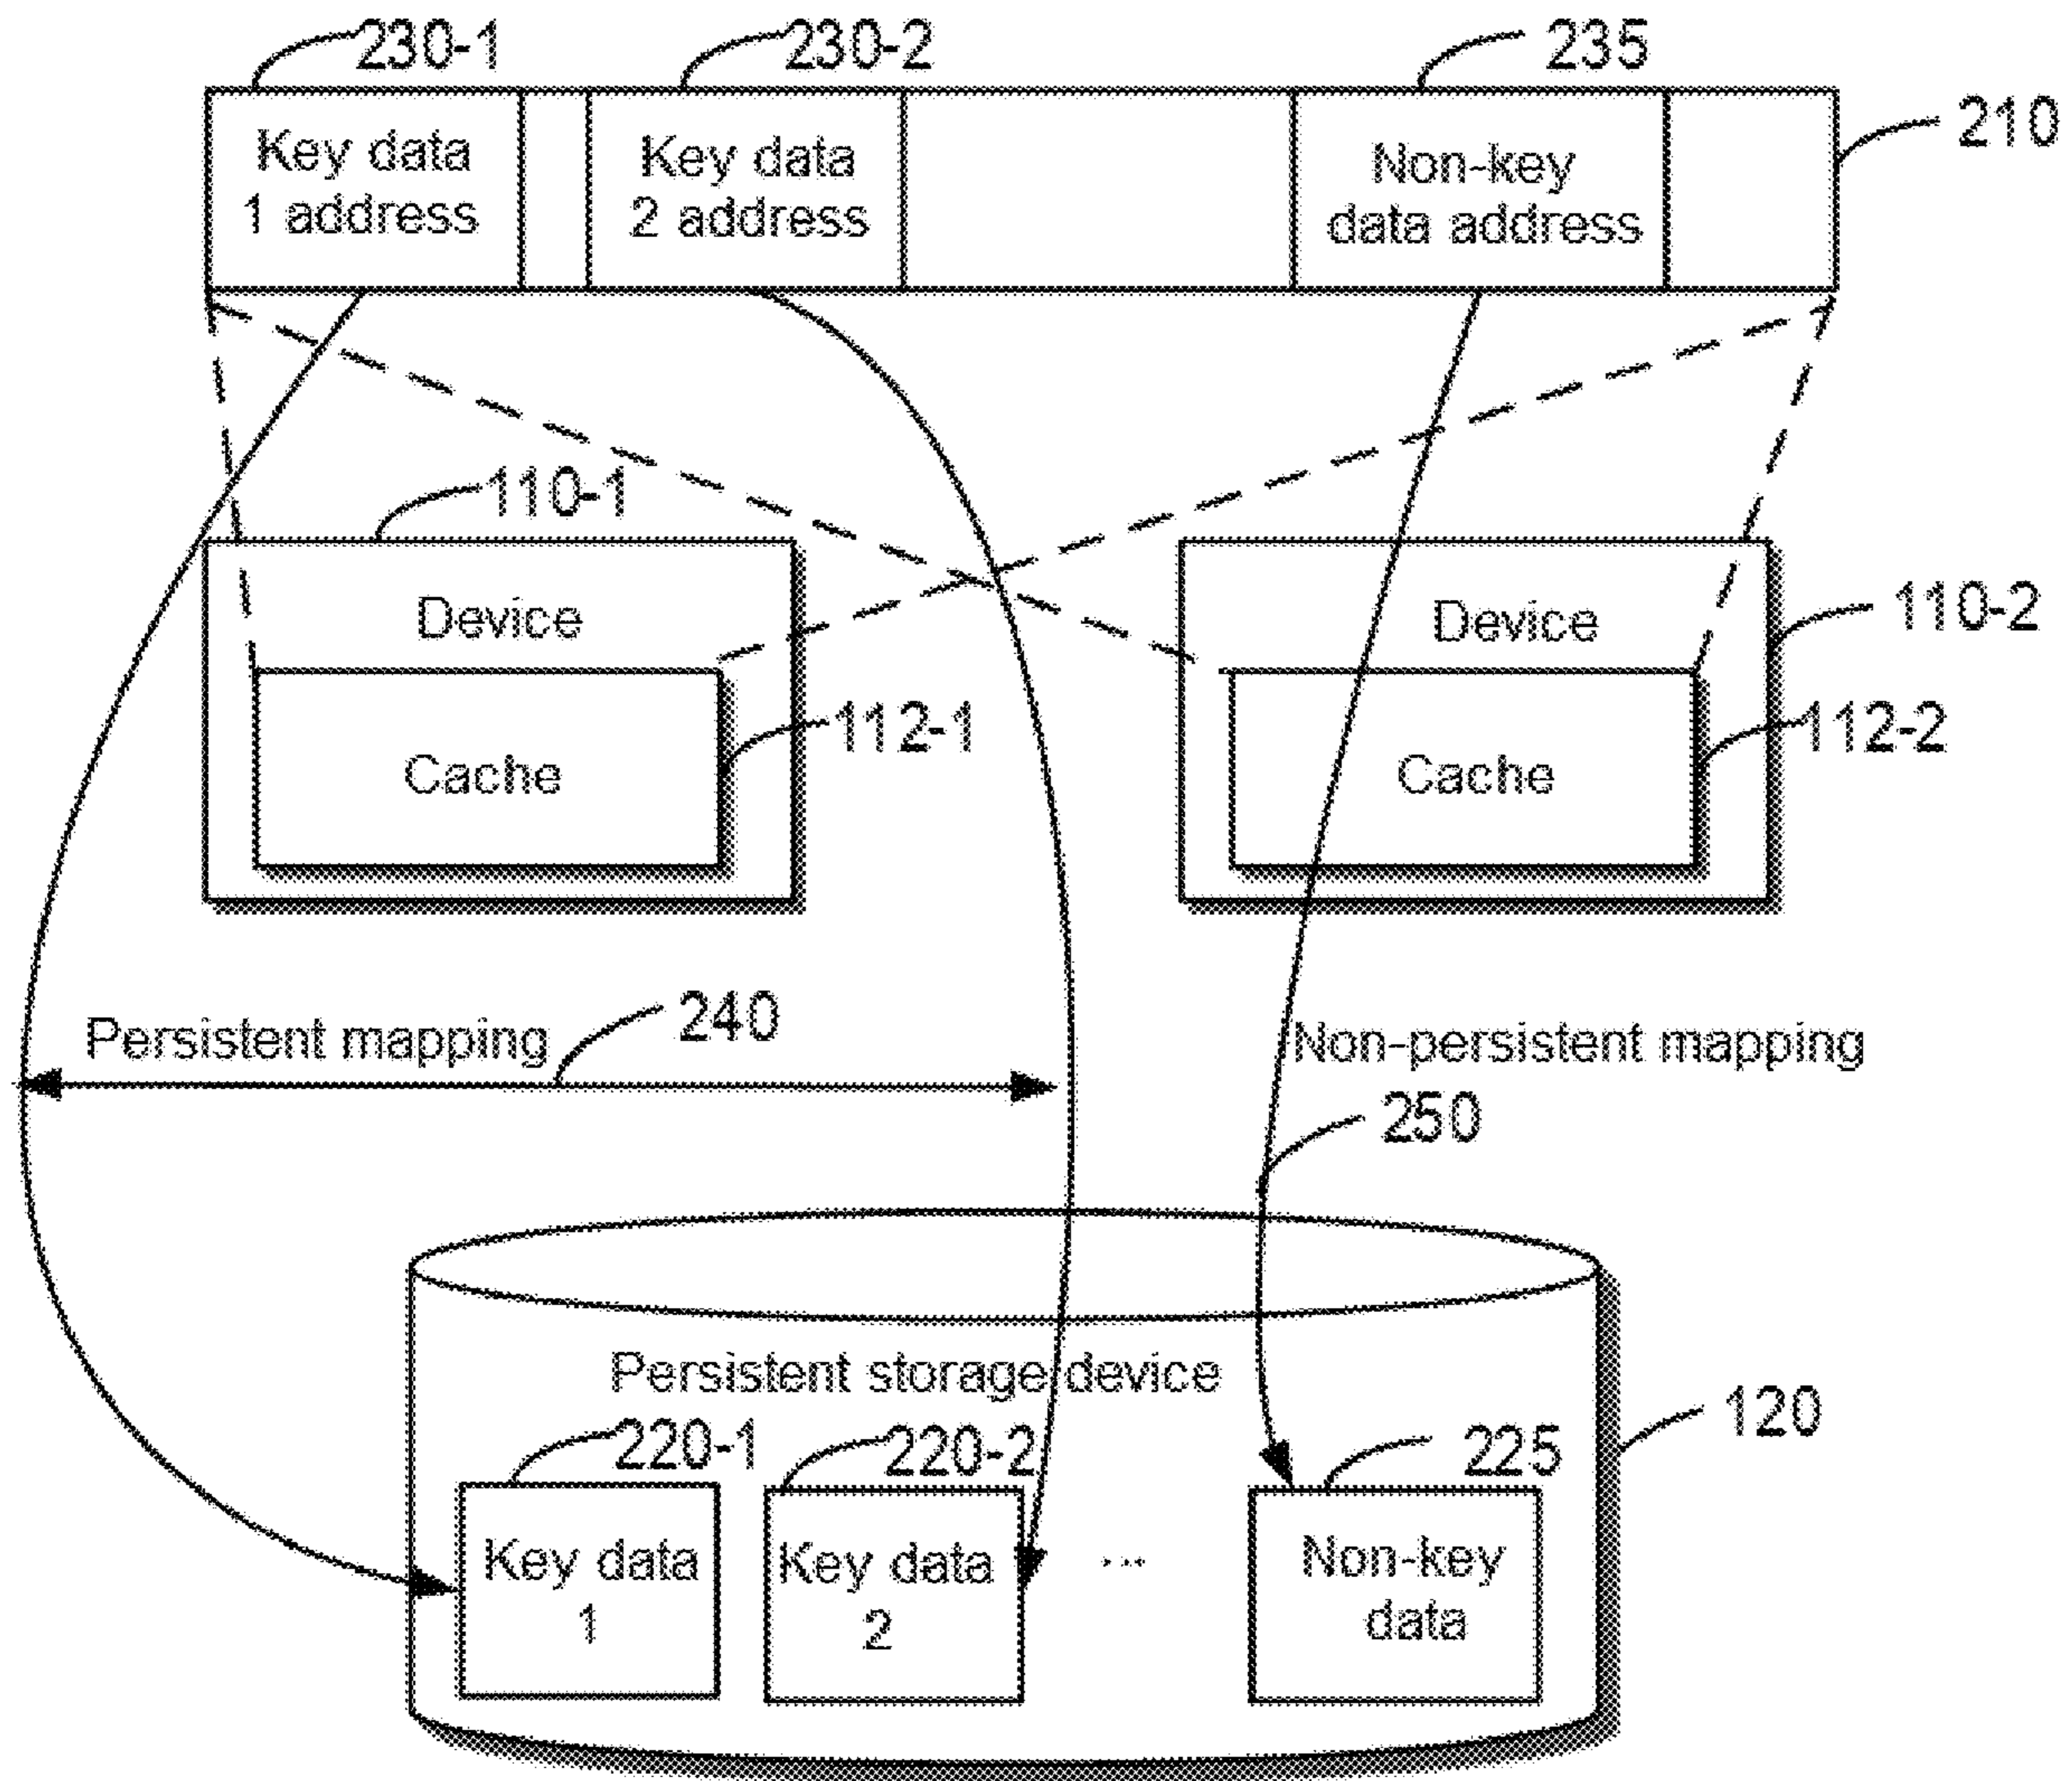 230-1
230-2
235
210
Key data
1 address
Key data
2 address
Non-key
data address
110-1
Device
Cache
112-1
Device
110-2
Cache
112-2
Persistent mapping
240
Non-persistent mapping
250
Persistent storage device
120
220-1
220-2
225
Key data
1
Key data
2
...
Non-key
data